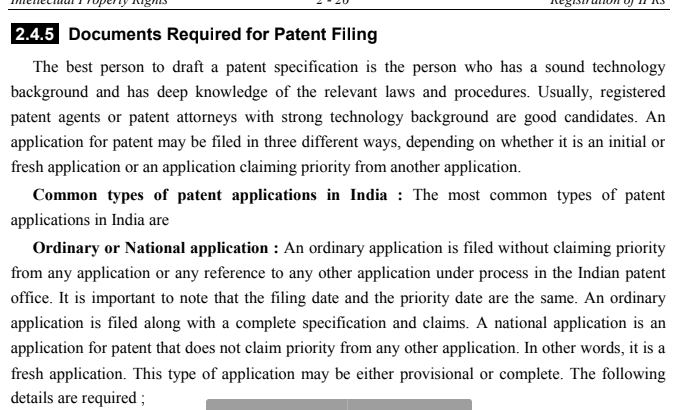 Intellectual Property Rights 2 - 20 Registration of IPRs
2.4.5 Documents Required for Patent Filing
The best person to draft a patent specification is the person who has a sound technology
background and has deep knowledge of the relevant laws and procedures. Usually, registered
patent agents or patent attorneys with strong technology background are good candidates. An
application for patent may be filed in three different ways, depending on whether it is an initial or
fresh application or an application claiming priority from another application.
Common types of patent applications in India : The most common types of patent
applications in India are
Ordinary or National application : An ordinary application is filed without claiming priority
from any application or any reference to any other application under process in the Indian patent
office. It is important to note that the filing date and the priority date are the same. An ordinary
application is filed along with a complete specification and claims. A national application is an
application for patent that does not claim priority from any other application. In other words, it is a
fresh application. This type of application may be either provisional or complete. The following
details are required ;